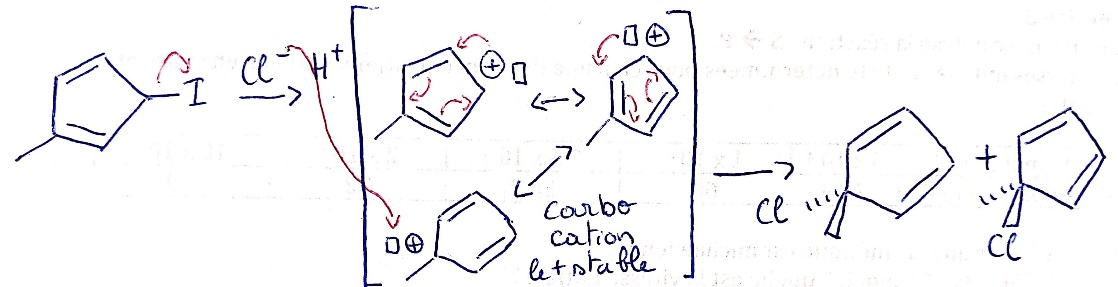 I
Cl⁻ H⁺
⊕
⊕
⊕
carbo
cation
le + stable
Cl
+
Cl